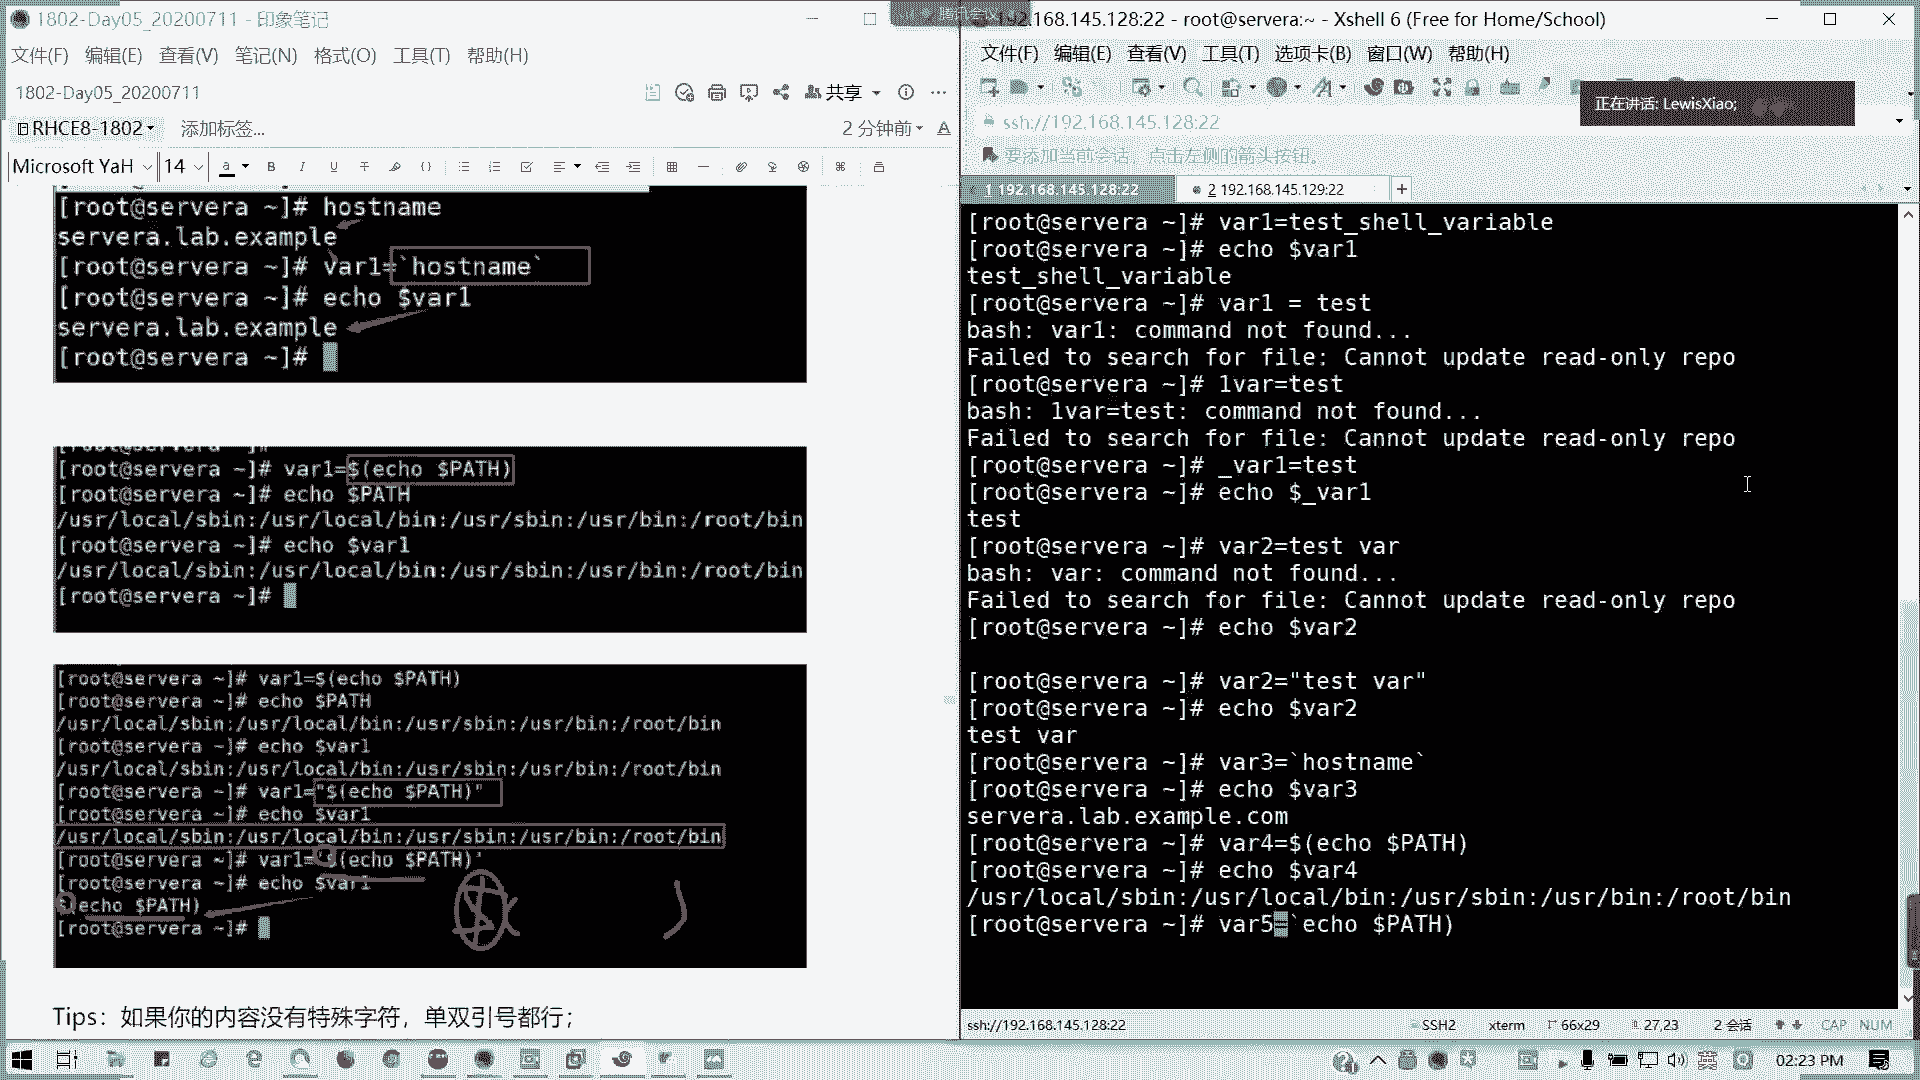 1802-Day05_20200711 - 印象笔记
文件(F) 编辑(E) 查看(V) 笔记(N) 格式(O) 工具(T) 帮助(H)
1802-Day05_20200711
共享
RHCE8-1802 添加标签...
2 分钟前
Microsoft YaH 14
[root@servera ~]# hostname
servera.lab.example
[root@servera ~]# var1=`hostname`
[root@servera ~]# echo $var1
servera.lab.example
[root@servera ~]#
[root@servera ~]# var1=$(echo $PATH)
[root@servera ~]# echo $PATH
/usr/local/sbin:/usr/local/bin:/usr/sbin:/usr/bin:/root/bin
[root@servera ~]# echo $var1
/usr/local/sbin:/usr/local/bin:/usr/sbin:/usr/bin:/root/bin
[root@servera ~]#
[root@servera ~]# var1=$(echo $PATH)
[root@servera ~]# echo $PATH
/usr/local/sbin:/usr/local/bin:/usr/sbin:/usr/bin:/root/bin
[root@servera ~]# echo $var1
/usr/local/sbin:/usr/local/bin:/usr/sbin:/usr/bin:/root/bin
[root@servera ~]# var1="$(echo $PATH)"
[root@servera ~]# echo $var1
/usr/local/sbin:/usr/local/bin:/usr/sbin:/usr/bin:/root/bin
[root@servera ~]# var1='$(echo $PATH)'
[root@servera ~]# echo $var1
$(echo $PATH)
[root@servera ~]#
Tips：如果你的内容没有特殊字符，单双引号都行；
腾讯会议
192.168.145.128:22 - root@servera:~ - Xshell 6 (Free for Home/School)
文件(F) 编辑(E) 查看(V) 工具(T) 选项卡(B) 窗口(W) 帮助(H)
正在讲话: LewisXiao;
ssh://192.168.145.128:22
要添加当前会话，点击左侧的箭头按钮。
1 192.168.145.128:22
2 192.168.145.129:22
[root@servera ~]# var1=test_shell_variable
[root@servera ~]# echo $var1
test_shell_variable
[root@servera ~]# var1 = test
bash: var1: command not found...
Failed to search for file: Cannot update read-only repo
[root@servera ~]# 1var=test
bash: 1var=test: command not found...
Failed to search for file: Cannot update read-only repo
[root@servera ~]# _var1=test
[root@servera ~]# echo $_var1
test
[root@servera ~]# var2=test var
bash: var: command not found...
Failed to search for file: Cannot update read-only repo
[root@servera ~]# echo $var2
[root@servera ~]# var2="test var"
[root@servera ~]# echo $var2
test var
[root@servera ~]# var3=`hostname`
[root@servera ~]# echo $var3
servera.lab.example.com
[root@servera ~]# var4=$(echo $PATH)
[root@servera ~]# echo $var4
/usr/local/sbin:/usr/local/bin:/usr/sbin:/usr/bin:/root/bin
[root@servera ~]# var5=`echo $PATH)
ssh://192.168.145.128:22 SSH2 xterm 66x29 27,23 2 会话 CAP NUM
英 02:23 PM